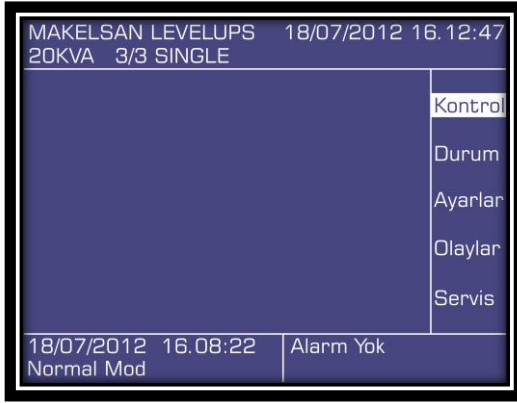 MAKELSAN LEVELUPS 18/07/2012 16.12:47
20KVA 3/3 SINGLE
Kontrol
Durum
Ayarlar
Olaylar
Servis
18/07/2012 16.08:22 Alarm Yok
Normal Mod